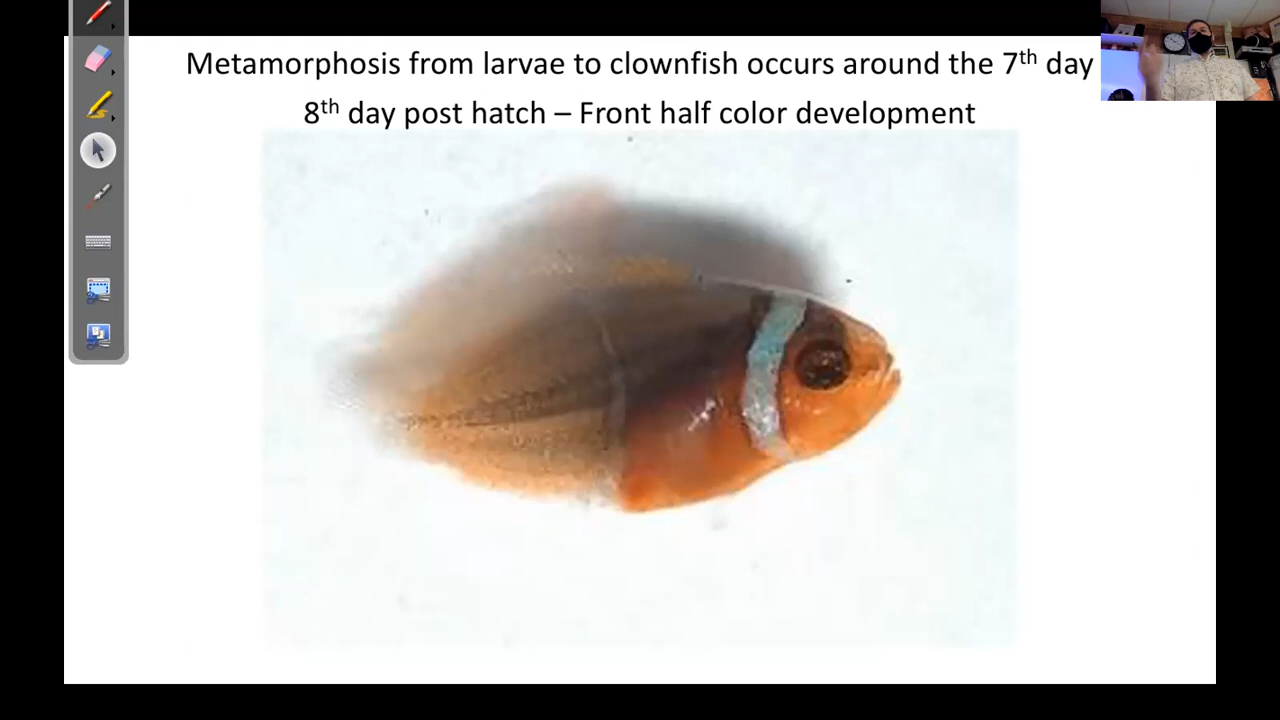 Metamorphosis from larvae to clownfish occurs around the 7th day
8th day post hatch – Front half color development